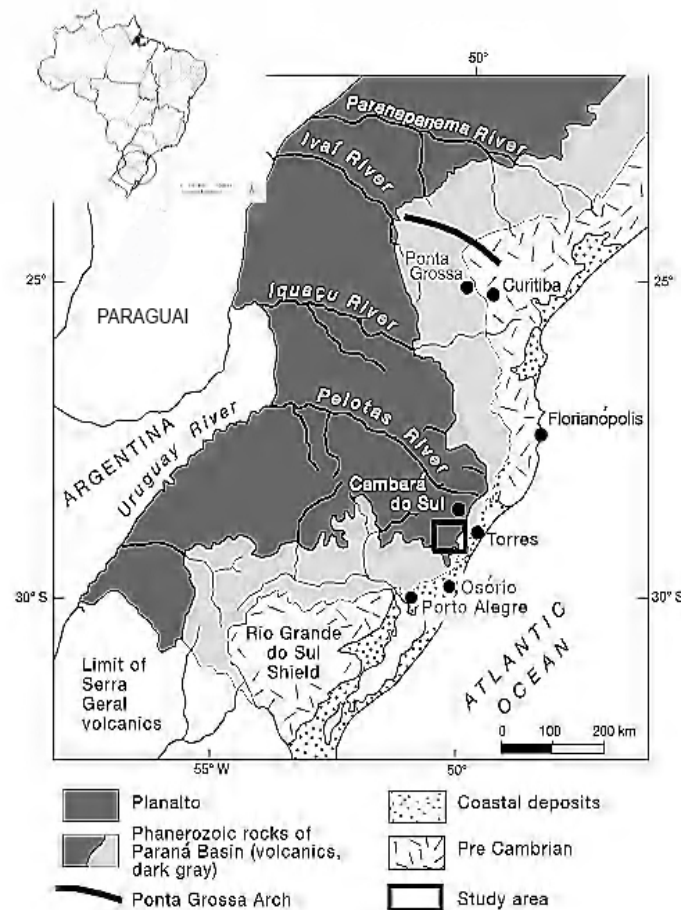 50°
Paranapanema River
Ivaí River
Ponta
Grossa
Curitiba
25°
25°
PARAGUAI
Iquaçu River
Pelotas River
Florianópolis
ARGENTINA
Uruguay River
Cambará
do Sul
Torres
30°S
30°S
Osório
Porto Alegre
Río Grande
do Sul
Shield
Limit of
Serra
Geral
volcanics
ATLANTIC
OCEAN
0 100 200 km
55° W
50°
Planalto
Phanerozoic rocks of
Paraná Basin (volcanics,
dark gray)
Ponta Grossa Arch
Coastal deposits
Pre Cambrian
Study area